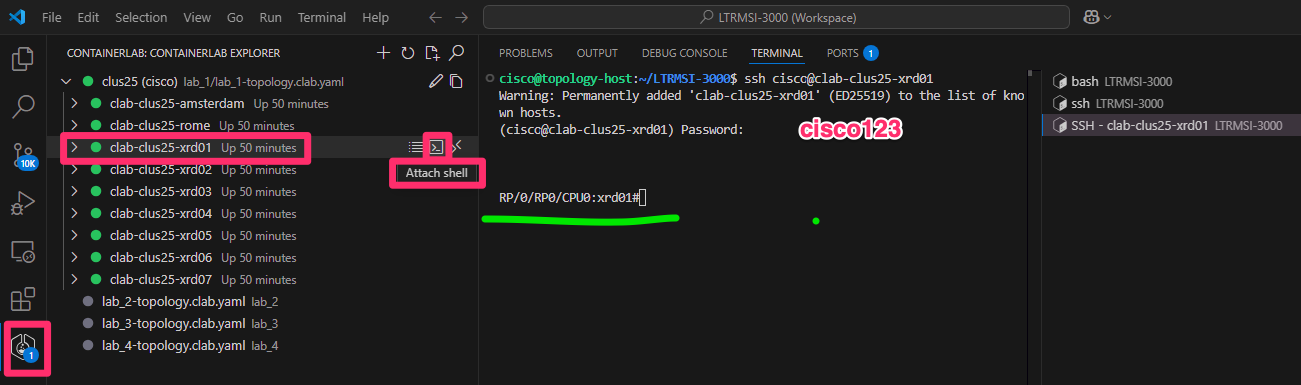 File Edit Selection View Go Run Terminal Help
LTRMSI-3000 (Workspace)
CONTAINERLAB: CONTAINERLAB EXPLORER
clus25 (cisco) lab_1/lab_1-topology.clab.yaml
clab-clus25-amsterdam Up 50 minutes
clab-clus25-rome Up 50 minutes
clab-clus25-xrd01 Up 50 minutes
Attach shell
clab-clus25-xrd02 Up 50 minutes
clab-clus25-xrd03 Up 50 minutes
clab-clus25-xrd04 Up 50 minutes
clab-clus25-xrd05 Up 50 minutes
clab-clus25-xrd06 Up 50 minutes
clab-clus25-xrd07 Up 50 minutes
lab_2-topology.clab.yaml lab_2
lab_3-topology.clab.yaml lab_3
lab_4-topology.clab.yaml lab_4
10K
1
PROBLEMS OUTPUT DEBUG CONSOLE TERMINAL PORTS 1
cisco@topology-host:~/LTRMSI-3000$ ssh cisco@clab-clus25-xrd01
Warning: Permanently added 'clab-clus25-xrd01' (ED25519) to the list of kno
wn hosts.
(cisco@clab-clus25-xrd01) Password:
cisco123
RP/0/RP0/CPU0:xrd01#
bash LTRMSI-3000
ssh LTRMSI-3000
SSH - clab-clus25-xrd01 LTRMSI-3000